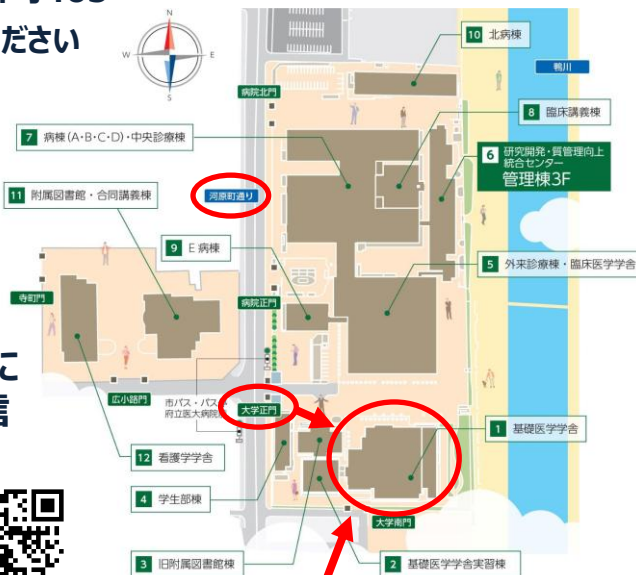 ださい
N
W
E
S
10 北病棟
鴨川
病院北門
8 臨床講義棟
7 病棟(A・B・C・D)・中央診療棟
6 研究開発・質管理向上
統合センター
管理棟3F
11 附属図書館・合同講義棟
河原町通り
9 E 病棟
5 外来診療棟・臨床医学学舎
寺町門
病院正門
に
広小路門
市バス・バス
府立医大病院
信
大学正門
1 基礎医学学舎
12 看護学学舎
4 学生部棟
大学南門
3 旧附属図書館棟
2 基礎医学学舎実習棟